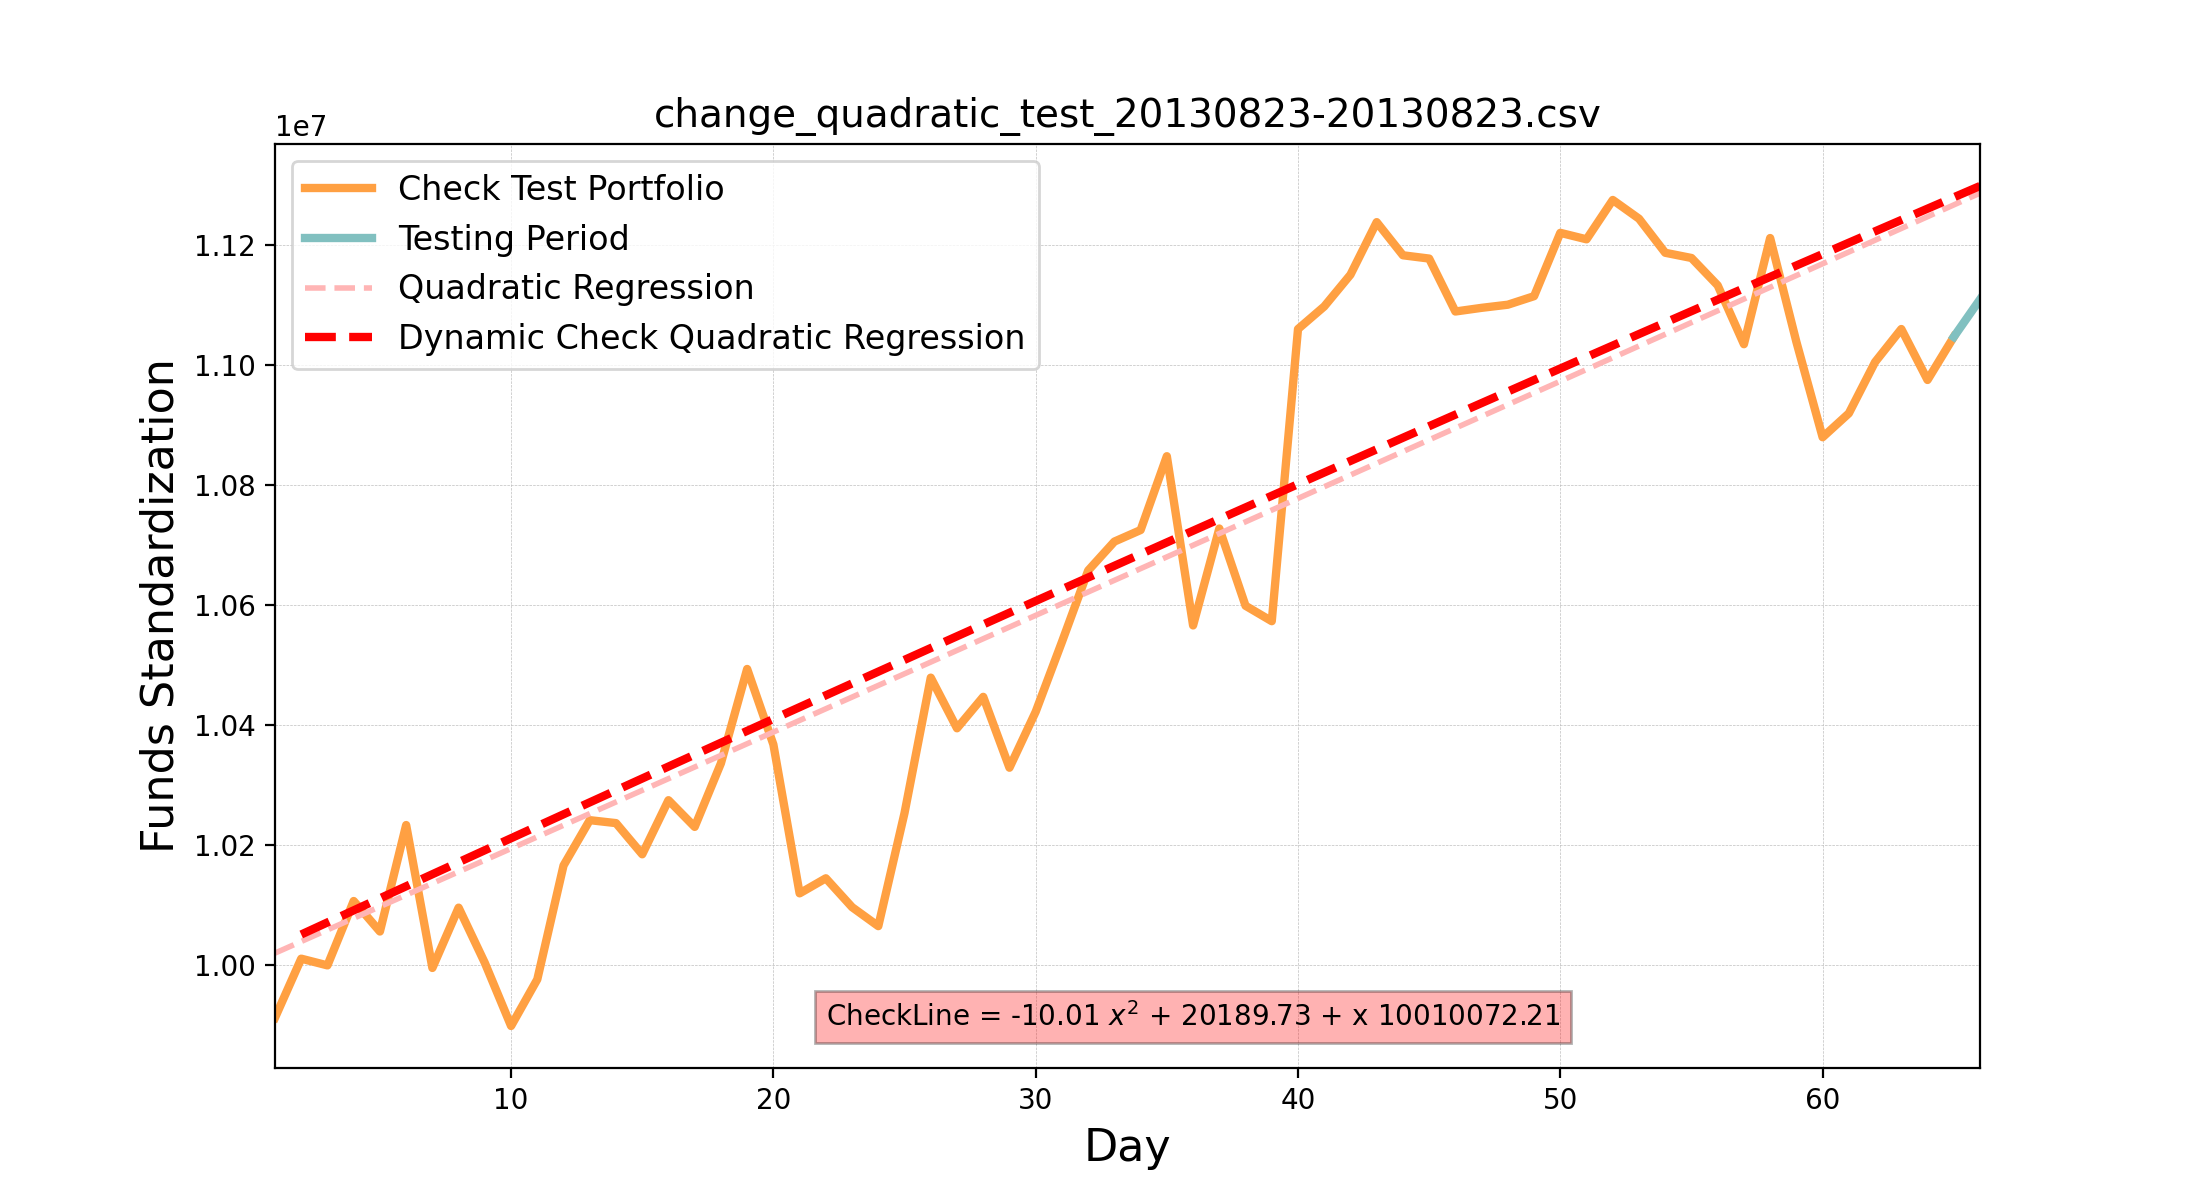 change_quadratic_test_20130823-20130823.csv
1e7
Check Test Portfolio
Testing Period
Quadratic Regression
Dynamic Check Quadratic Regression
1.12
1.10
1.08
1.06
1.04
1.02
1.00
Funds Standardization
CheckLine = -10.01 x² + 20189.73 + x 10010072.21
10 20 30 40 50 60
Day